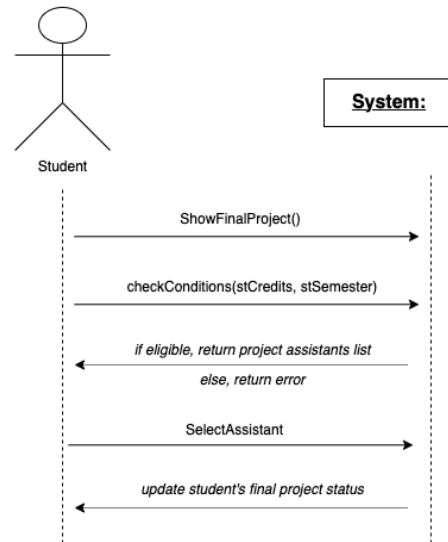 System:
Student
ShowFinalProject()
checkConditions(stCredits, stSemester)
if eligible, return project assistants list
else, return error
SelectAssistant
update student's final project status